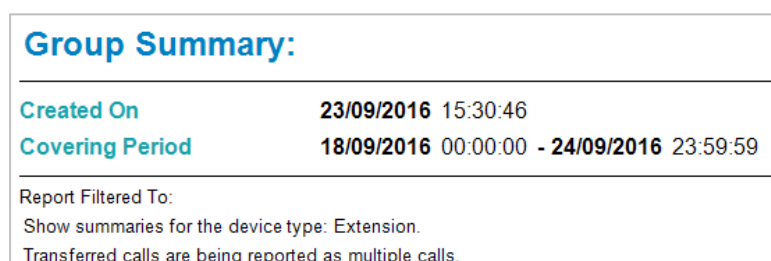 Group Summary:
Created On 23/09/2016 15:30:46
Covering Period 18/09/2016 00:00:00 - 24/09/2016 23:59:59
Report Filtered To:
Show summaries for the device type: Extension.
Transferred calls are being reported as multiple calls.